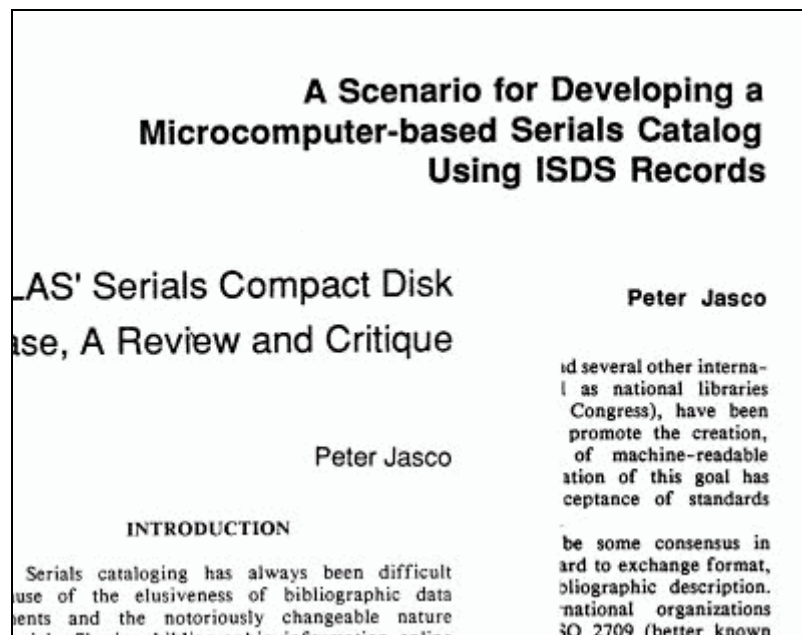 A Scenario for Developing a
Microcomputer-based Serials Catalog
Using ISDS Records
Peter Jasco
LAS' Serials Compact Disk
ase, A Review and Critique
Peter Jasco
INTRODUCTION
Serials cataloging has always been difficult
use of the elusiveness of bibliographic data
ents and the notoriously changeable nature
d several other interna-
l as national libraries
Congress), have been
promote the creation,
of machine-readable
ation of this goal has
ceptance of standards
be some consensus in
ard to exchange format,
bliographic description.
national organizations
SO 2709 (better known